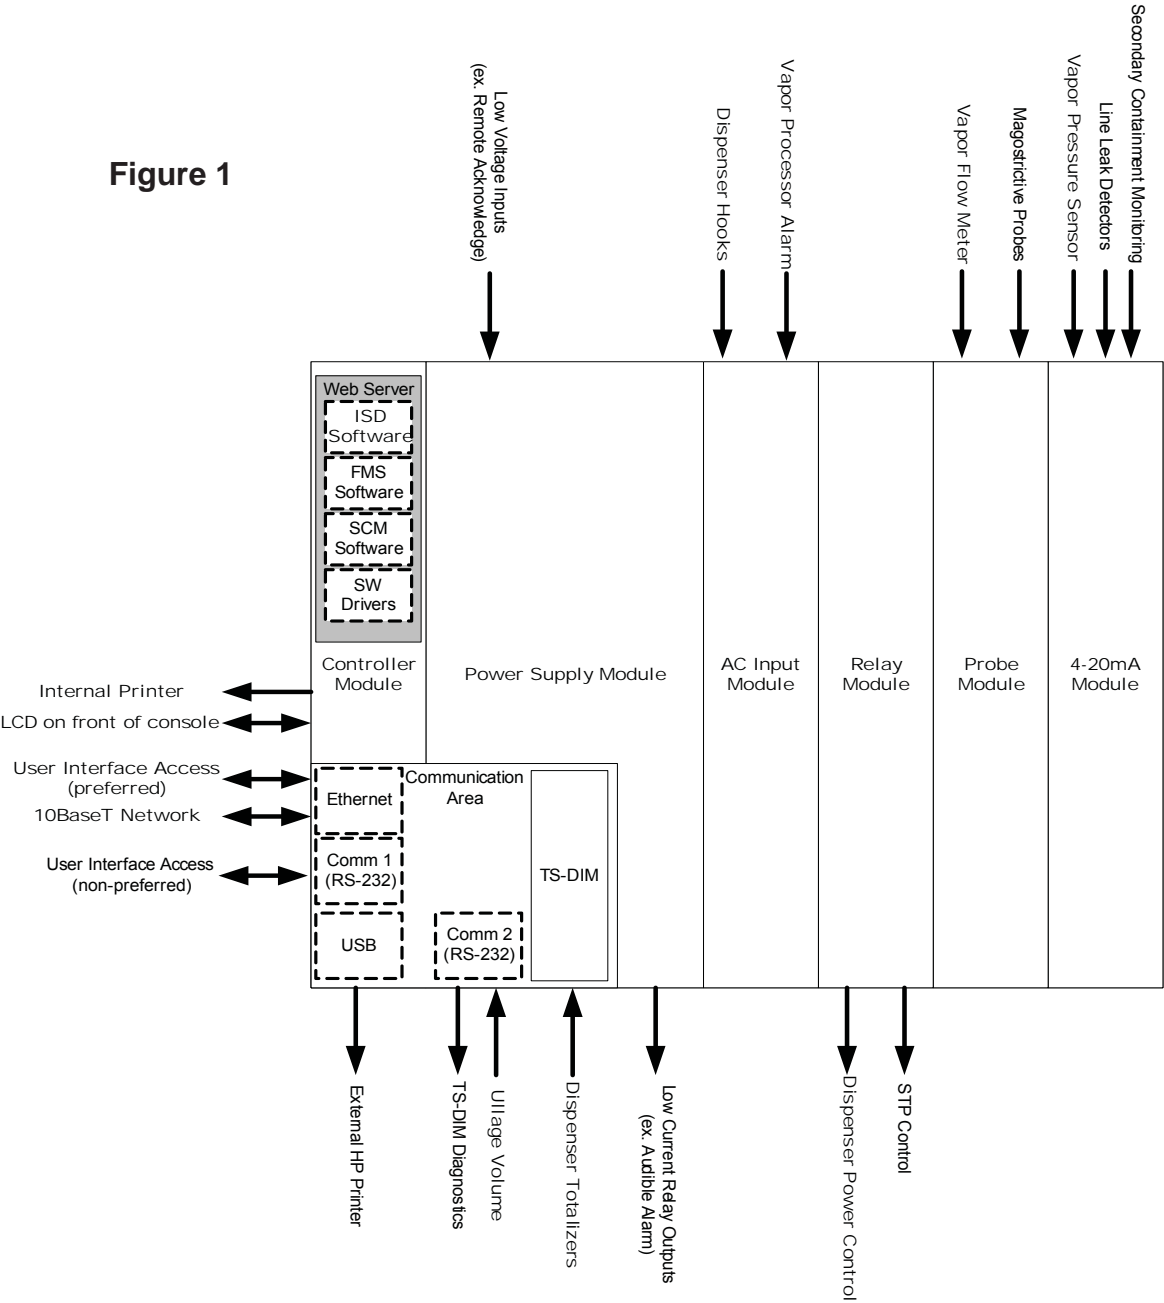 Figure 1
Low Voltage Inputs
(ex. Remote Acknowledge)
Dispenser Hooks
Vapor Processor Alarm
Vapor Flow Meter
Magostrictive Probes
Vapor Pressure Sensor
Line Leak Detectors
Secondary Containment Monitoring
Web Server
ISD
Software
FMS
Software
SCM
Software
SW
Drivers
Controller
Module
Power Supply Module
AC Input
Module
Relay
Module
Probe
Module
4-20mA
Module
Internal Printer
LCD on front of console
User Interface Access
(preferred)
10BaseT Network
User Interface Access
(non-preferred)
Communication
Area
Ethernet
Comm 1
(RS-232)
USB
Comm 2
(RS-232)
TS-DIM
External HP Printer
TS-DIM Diagnostics
Ullage Volume
Dispenser Totalizers
Low Current Relay Outputs
(ex. Audible Alarm)
Dispenser Power Control
STP Control